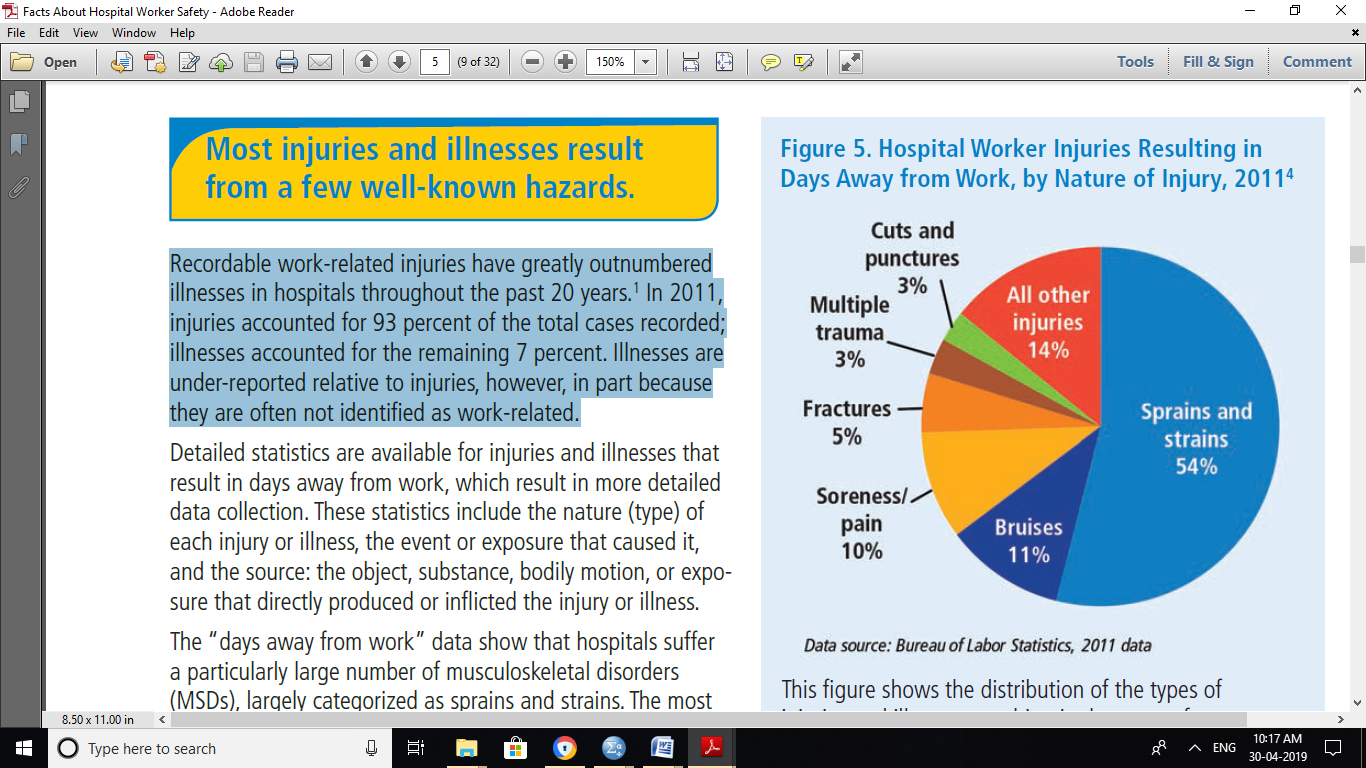 Facts About Hospital Worker Safety - Adobe Reader
File Edit View Window Help
Open 5 (9 of 32) 150% Tools Fill & Sign Comment
Most injuries and illnesses result
from a few well-known hazards.
Recordable work-related injuries have greatly outnumbered
illnesses in hospitals throughout the past 20 years.1 In 2011,
injuries accounted for 93 percent of the total cases recorded;
illnesses accounted for the remaining 7 percent. Illnesses are
under-reported relative to injuries, however, in part because
they are often not identified as work-related.
Detailed statistics are available for injuries and illnesses that
result in days away from work, which result in more detailed
data collection. These statistics include the nature (type) of
each injury or illness, the event or exposure that caused it,
and the source: the object, substance, bodily motion, or expo-
sure that directly produced or inflicted the injury or illness.
The “days away from work” data show that hospitals suffer
a particularly large number of musculoskeletal disorders
(MSDs), largely categorized as sprains and strains. The most
Figure 5. Hospital Worker Injuries Resulting in
Days Away from Work, by Nature of Injury, 20114
Cuts and
punctures
3%
Multiple
trauma
3%
Fractures
5%
Soreness/
pain
10%
Bruises
11%
All other
injuries
14%
Sprains and
strains
54%
Data source: Bureau of Labor Statistics, 2011 data
This figure shows the distribution of the types of
8.50 x 11.00 in
Type here to search
ENG
10:17 AM
30-04-2019